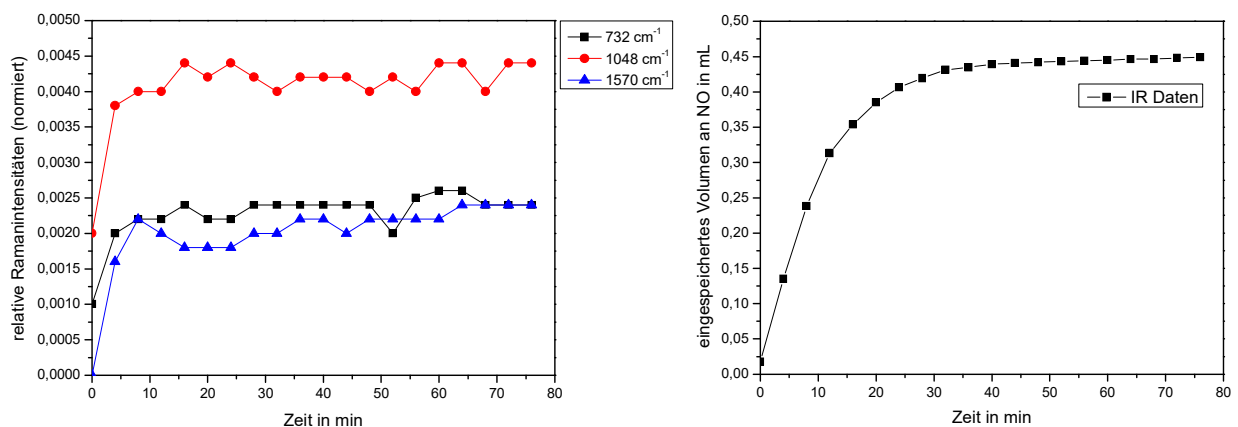 relative Ramanintensitäten (normiert)
0,0050
0,0045
0,0040
0,0035
0,0030
0,0025
0,0020
0,0015
0,0010
0,0005
0,0000
0 10 20 30 40 50 60 70 80
Zeit in min
732 cm⁻¹
1048 cm⁻¹
1570 cm⁻¹
eingespeichertes Volumen an NO in mL
0,50
0,45
0,40
0,35
0,30
0,25
0,20
0,15
0,10
0,05
0,00
0 10 20 30 40 50 60 70 80
Zeit in min
IR Daten